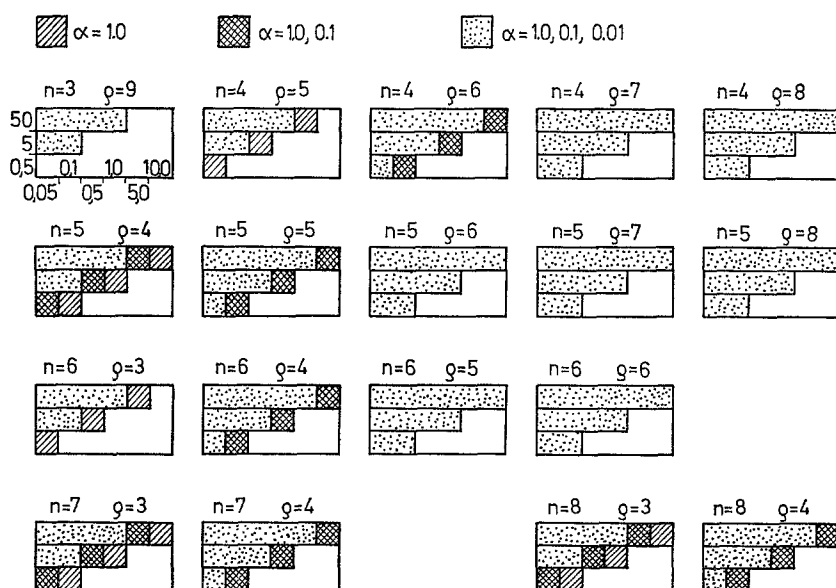 α=1.0 α=1.0, 0.1 α=1.0, 0.1, 0.01
n=3 ϱ=9 n=4 ϱ=5 n=4 ϱ=6 n=4 ϱ=7 n=4 ϱ=8
50
5
0,5 0,1 1,0 10,0
0,05 0,5 5,0
n=5 ϱ=4 n=5 ϱ=5 n=5 ϱ=6 n=5 ϱ=7 n=5 ϱ=8
n=6 ϱ=3 n=6 ϱ=4 n=6 ϱ=5 n=6 ϱ=6
n=7 ϱ=3 n=7 ϱ=4 n=8 ϱ=3 n=8 ϱ=4